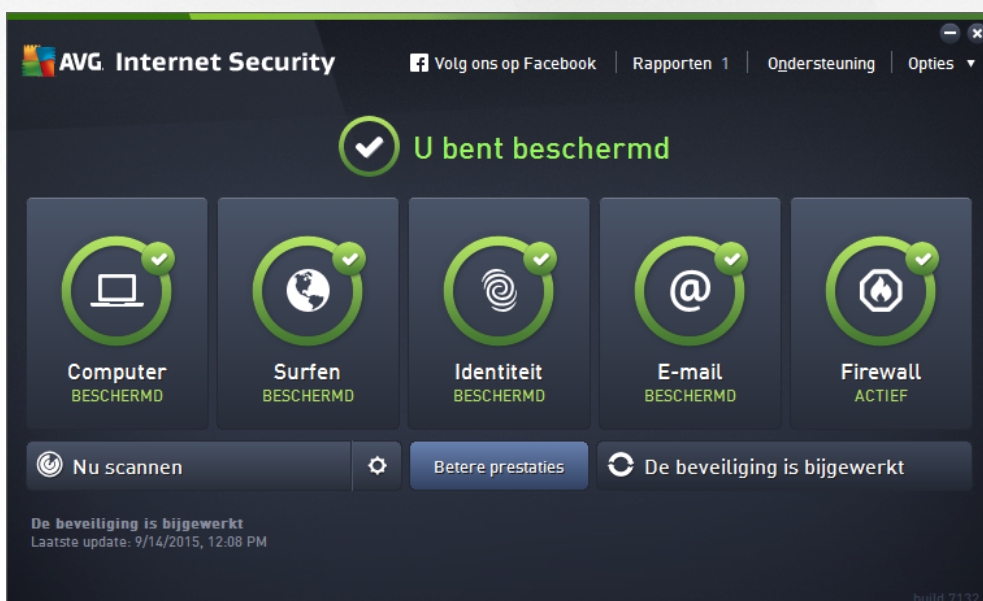 AVG. Internet Security
Volg ons op Facebook
Rapporten 1
Ondersteuning
Opties
U bent beschermd
Computer
BESCHERMD
Surfen
BESCHERMD
Identiteit
BESCHERMD
@
E-mail
BESCHERMD
Firewall
ACTIEF
Nu scannen
Betere prestaties
De beveiliging is bijgewerkt
De beveiliging is bijgewerkt
Laatste update: 9/14/2015, 12:08 PM
build 7132